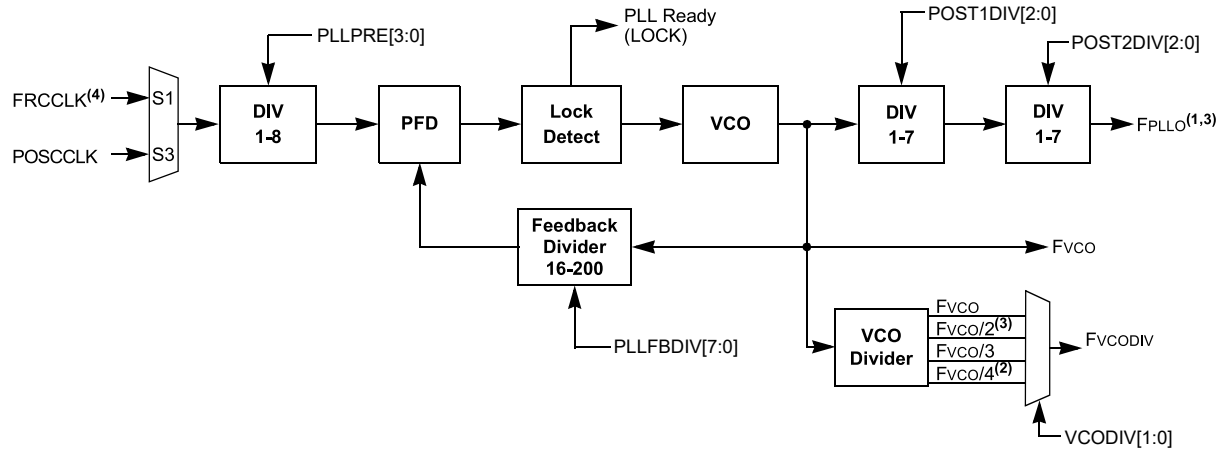 PLLPRE[3:0]
PLL Ready
(LOCK)
POST1DIV[2:0]
POST2DIV[2:0]
FRCCLK(4)
S1
POSCCLK
S3
DIV
1-8
PFD
Lock
Detect
VCO
DIV
1-7
DIV
1-7
FPLLO(1,3)
Feedback
Divider
16-200
FVCO
PLLFBDIV[7:0]
VCO
Divider
FVCO
FVCO/2(3)
FVCO/3
FVCO/4(2)
FVCODIV
VCODIV[1:0]